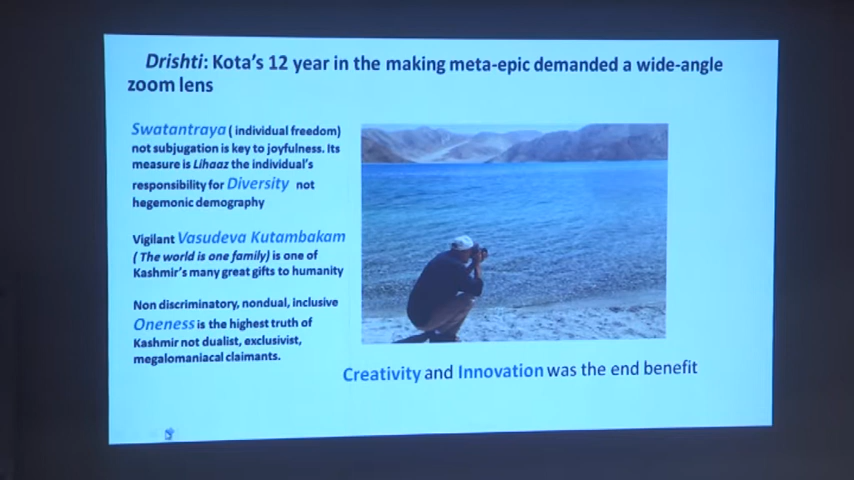 Drishti: Kota's 12 year in the making meta-epic demanded a wide-angle
zoom lens
Swatantraya ( individual freedom)
not subjugation is key to joyfulness. Its
measure is Lihaaz the individual's
responsibility for Diversity not
hegemonic demography
Vigilant Vasudeva Kutambakam
( The world is one family) is one of
Kashmir's many great gifts to humanity
Non discriminatory, nondual, inclusive
Oneness is the highest truth of
Kashmir not dualist, exclusivist,
megalomaniacal claimants.
Creativity and Innovation was the end benefit